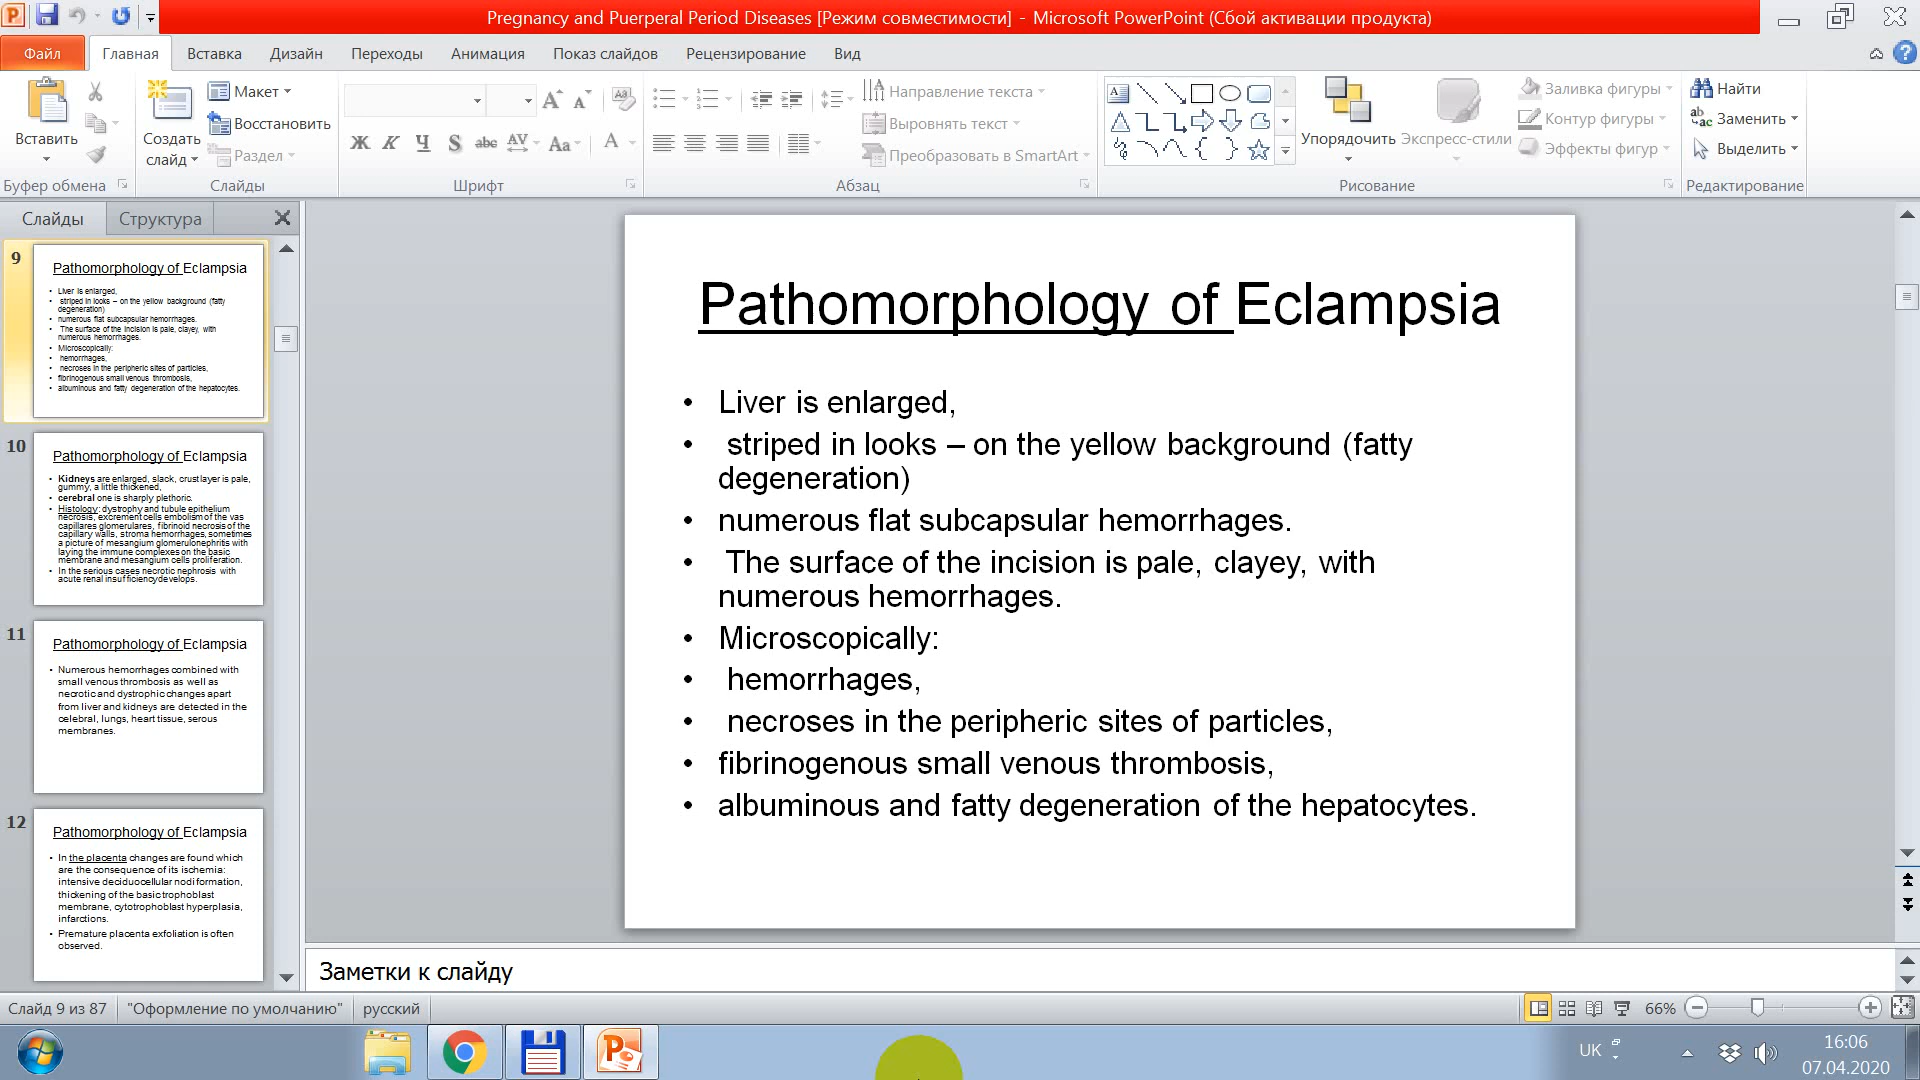 Pregnancy and Puerperal Period Diseases [Режим совместимости] - Microsoft PowerPoint (Сбой активации продукта)
Файл Главная Вставка Дизайн Переходы Анимация Показ слайдов Рецензирование Вид
Вставить
Буфер обмена
Создать слайд
Макет
Восстановить
Раздел
Слайды
Ж К Ч S abc AV Aa A
Шрифт
Направление текста
Выровнять текст
Преобразовать в SmartArt
Абзац
Упорядочить
Экспресс-стили
Заливка фигуры
Контур фигуры
Эффекты фигур
Рисование
Найти
Заменить
Выделить
Редактирование
Слайды Структура
9
Pathomorphology of Eclampsia
• Liver is enlarged,
• striped in looks – on the yellow background (fatty
degeneration)
• numerous flat subcapsular hemorrhages.
• The surface of the incision is pale, clayey, with
numerous hemorrhages.
• Microscopically:
• hemorrhages,
• necroses in the peripheric sites of particles,
• fibrinogenous small venous thrombosis,
• albuminous and fatty degeneration of the hepatocytes.
10
Pathomorphology of Eclampsia
• Kidneys are enlarged, slack, crust layer is pale,
gummy, a little thickened,
• cerebral one is sharply plethoric.
• Histology: dystrophy and tubule epithelium
necrosis, excrement cells embolism of the vas
capillares glomerulares, fibrinoid necrosis of the
capillary walls, stroma hemorrhages, sometimes
a picture of mesangium glomerulonephritis with
laying the immune complexes on the basic
membrane and mesangium cells proliferation.
• In the serious cases necrotic nephrosis with
acute renal insufficiency develops.
11
Pathomorphology of Eclampsia
• Numerous hemorrhages combined with
small venous thrombosis as well as
necrotic and dystrophic changes apart
from liver and kidneys are detected in the
celebral, lungs, heart tissue, serous
membranes.
12
Pathomorphology of Eclampsia
• In the placenta changes are found which
are the consequence of its ischemia:
intensive deciduocellular nodi formation,
thickening of the basic trophoblast
membrane, cytotrophoblast hyperplasia,
infarctions.
• Premature placenta exfoliation is often
observed.
Pathomorphology of Eclampsia
• Liver is enlarged,
• striped in looks – on the yellow background (fatty
degeneration)
• numerous flat subcapsular hemorrhages.
• The surface of the incision is pale, clayey, with
numerous hemorrhages.
• Microscopically:
• hemorrhages,
• necroses in the peripheric sites of particles,
• fibrinogenous small venous thrombosis,
• albuminous and fatty degeneration of the hepatocytes.
Заметки к слайду
Слайд 9 из 87 "Оформление по умолчанию" русский 66%
UK
16:06
07.04.2020